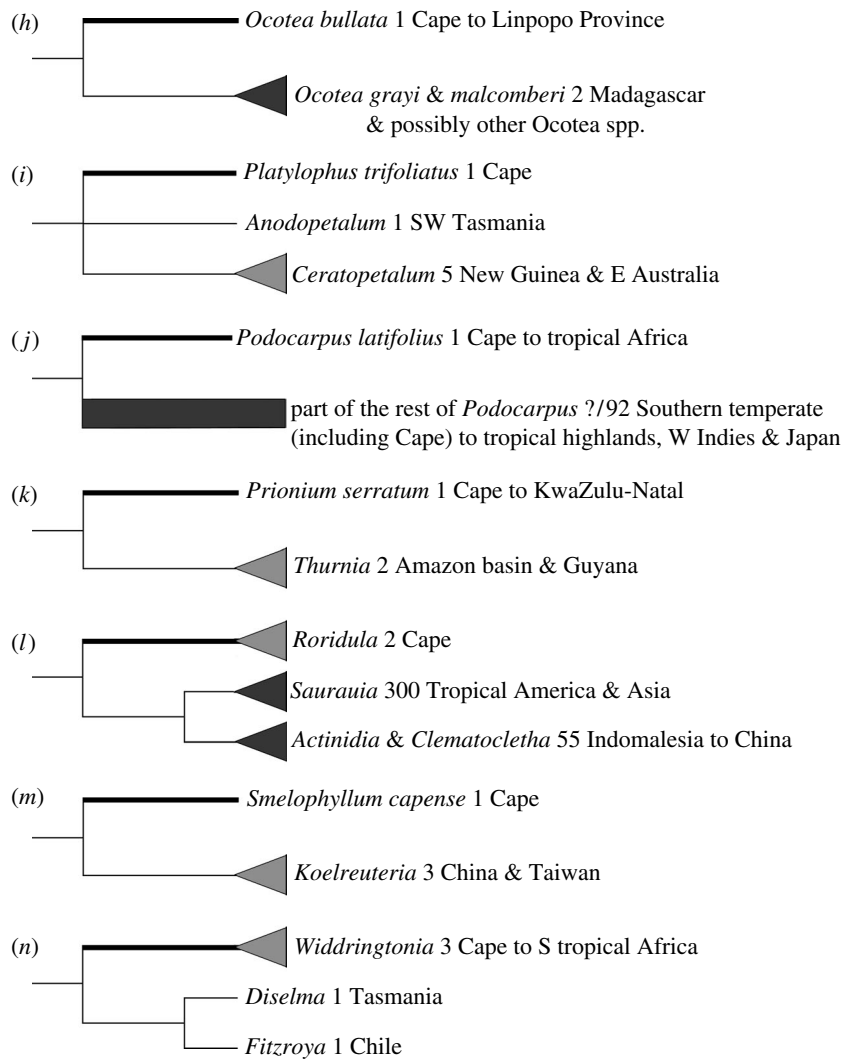 (h)
Ocotea bullata 1 Cape to Linpopo Province
Ocotea grayi & malcomberi 2 Madagascar
& possibly other Ocotea spp.
(i)
Platylophus trifoliatus 1 Cape
Anodopetalum 1 SW Tasmania
Ceratopetalum 5 New Guinea & E Australia
(j)
Podocarpus latifolius 1 Cape to tropical Africa
part of the rest of Podocarpus ?/92 Southern temperate
(including Cape) to tropical highlands, W Indies & Japan
(k)
Prionium serratum 1 Cape to KwaZulu-Natal
Thurnia 2 Amazon basin & Guyana
(l)
Roridula 2 Cape
Saurauia 300 Tropical America & Asia
Actinidia & Clematocletha 55 Indomalesia to China
(m)
Smelophyllum capense 1 Cape
Koelreuteria 3 China & Taiwan
(n)
Widdringtonia 3 Cape to S tropical Africa
Diselma 1 Tasmania
Fitzroya 1 Chile